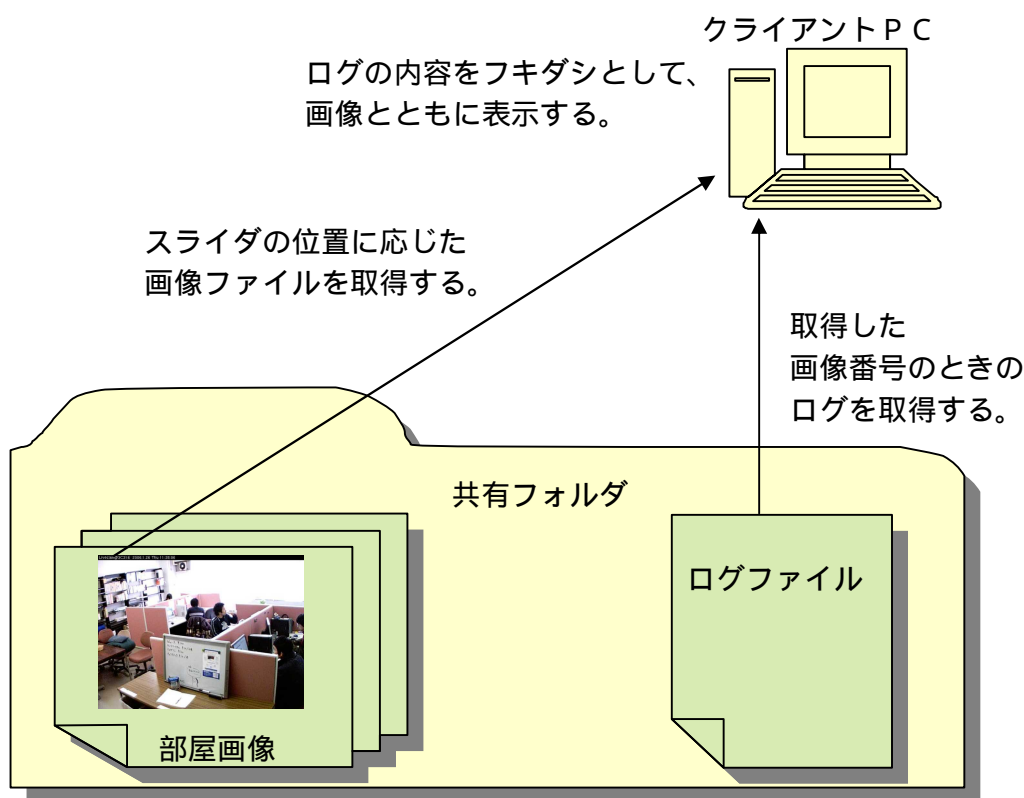 クライアントＰＣ
ログの内容をフキダシとして、
画像とともに表示する。
スライダの位置に応じた
画像ファイルを取得する。
取得した
画像番号のときの
ログを取得する。
共有フォルダ
ログファイル
部屋画像